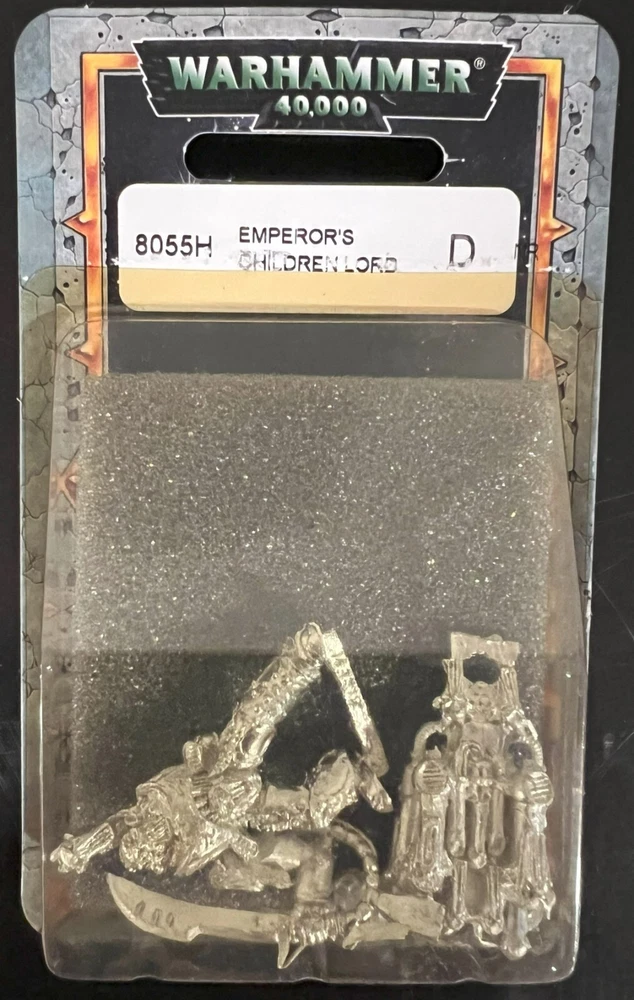 WARHAMMER®
40,000
8055H EMPEROR'S D
CHILDREN LORD